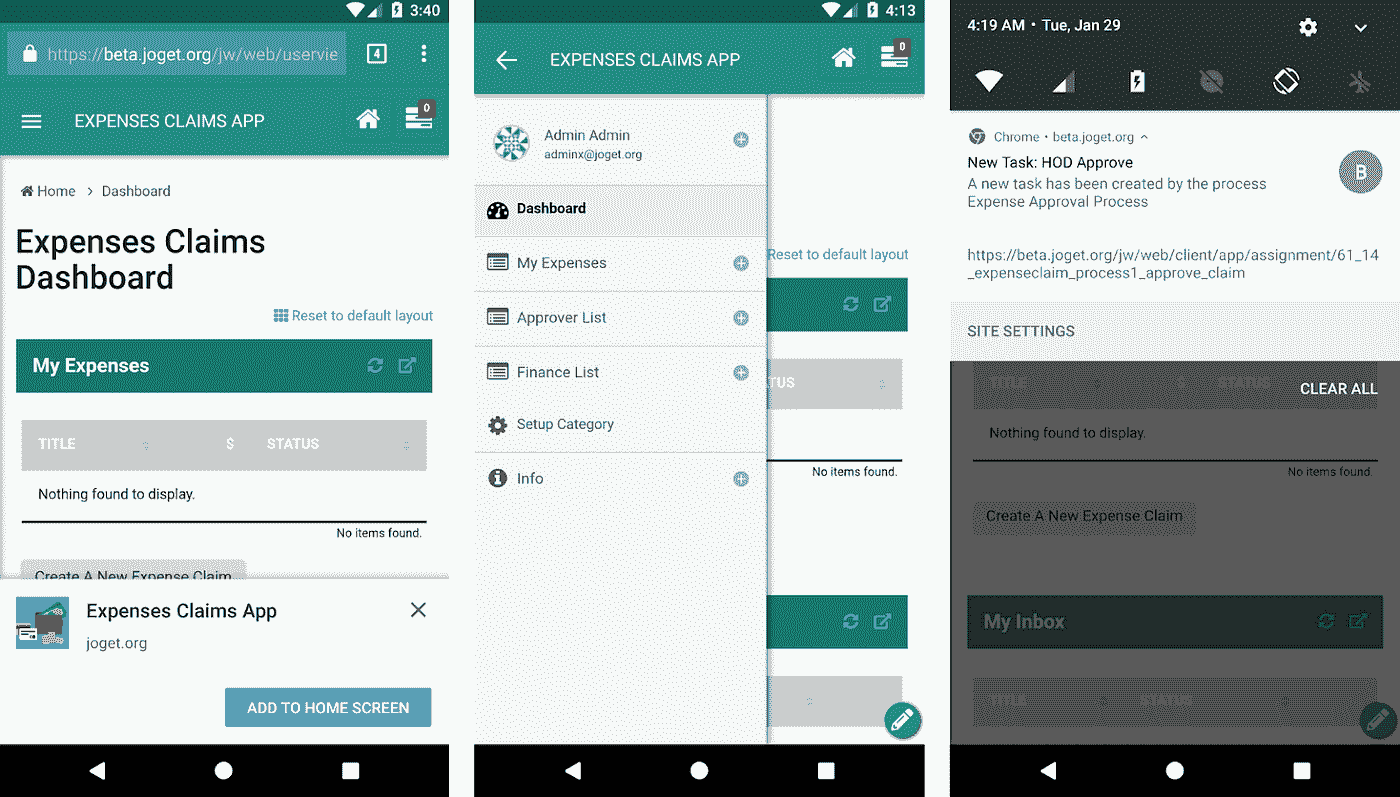 3:40
https://beta.joget.org/jw/web/uservie
4
EXPENSES CLAIMS APP
0
Home > Dashboard
Expenses Claims
Dashboard
Reset to default layout
My Expenses
TITLE $ STATUS
Nothing found to display.
No items found.
Create A New Expense Claim
Expenses Claims App
joget.org
ADD TO HOME SCREEN
4:13
EXPENSES CLAIMS APP
0
Admin Admin
adminx@joget.org
Dashboard
My Expenses
Approver List
Finance List
Setup Category
Info
Reset to default layout
TUS
No items found.
4:19 AM • Tue, Jan 29
Chrome • beta.joget.org
New Task: HOD Approve
B
A new task has been created by the process
Expense Approval Process
https://beta.joget.org/jw/web/client/app/assignment/61_14
_expenseclaim_process1_approve_claim
SITE SETTINGS
TITLE $ STATUS
CLEAR ALL
Nothing found to display.
No items found.
Create A New Expense Claim
My Inbox
TITLE STATUS